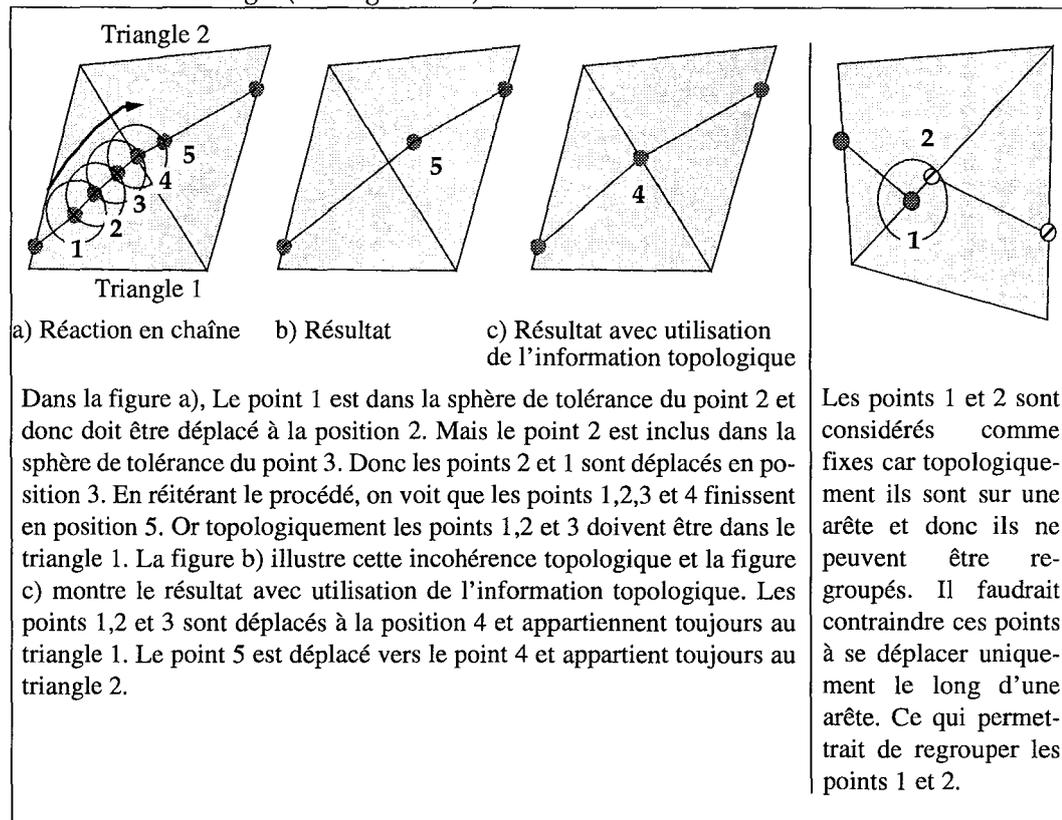 Triangle 2
5
4
3
2
1
Triangle 1
5
4
2
1
a) Réaction en chaîne
b) Résultat
c) Résultat avec utilisation
de l'information topologique
Dans la figure a), Le point 1 est dans la sphère de tolérance du point 2 et
donc doit être déplacé à la position 2. Mais le point 2 est inclus dans la
sphère de tolérance du point 3. Donc les points 2 et 1 sont déplacés en po-
sition 3. En réitérant le procédé, on voit que les points 1,2,3 et 4 finissent
en position 5. Or topologiquement les points 1,2 et 3 doivent être dans le
triangle 1. La figure b) illustre cette incohérence topologique et la figure
c) montre le résultat avec utilisation de l'information topologique. Les
points 1,2 et 3 sont déplacés à la position 4 et appartiennent toujours au
triangle 1. Le point 5 est déplacé vers le point 4 et appartient toujours au
triangle 2.
Les points 1 et 2 sont
considérés comme
fixes car topologique-
ment ils sont sur une
arête et donc ils ne
peuvent être re-
groupés. Il faudrait
contraindre ces points
à se déplacer unique-
ment le long d'une
arête. Ce qui permet-
trait de regrouper les
points 1 et 2.